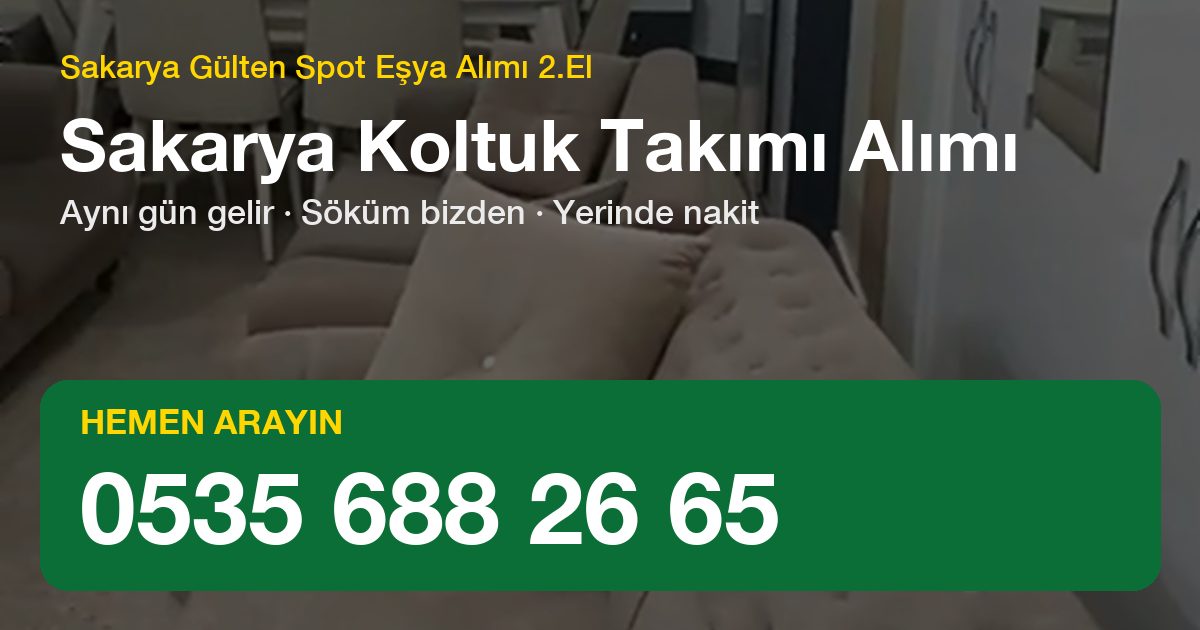 Sakarya Gülten Spot Eşya Alımı 2.El
Sakarya Koltuk Takımı Alımı
Aynı gün gelir · Söküm bizden · Yerinde nakit
HEMEN ARAYIN
0535 688 26 65